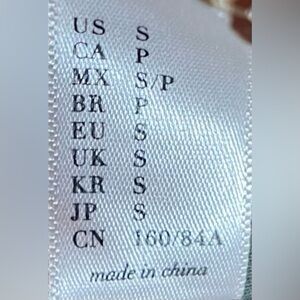 US S
CA P
MX S/P
BR P
EU S
UK S
KR S
JP S
CN 160/84A
made in china